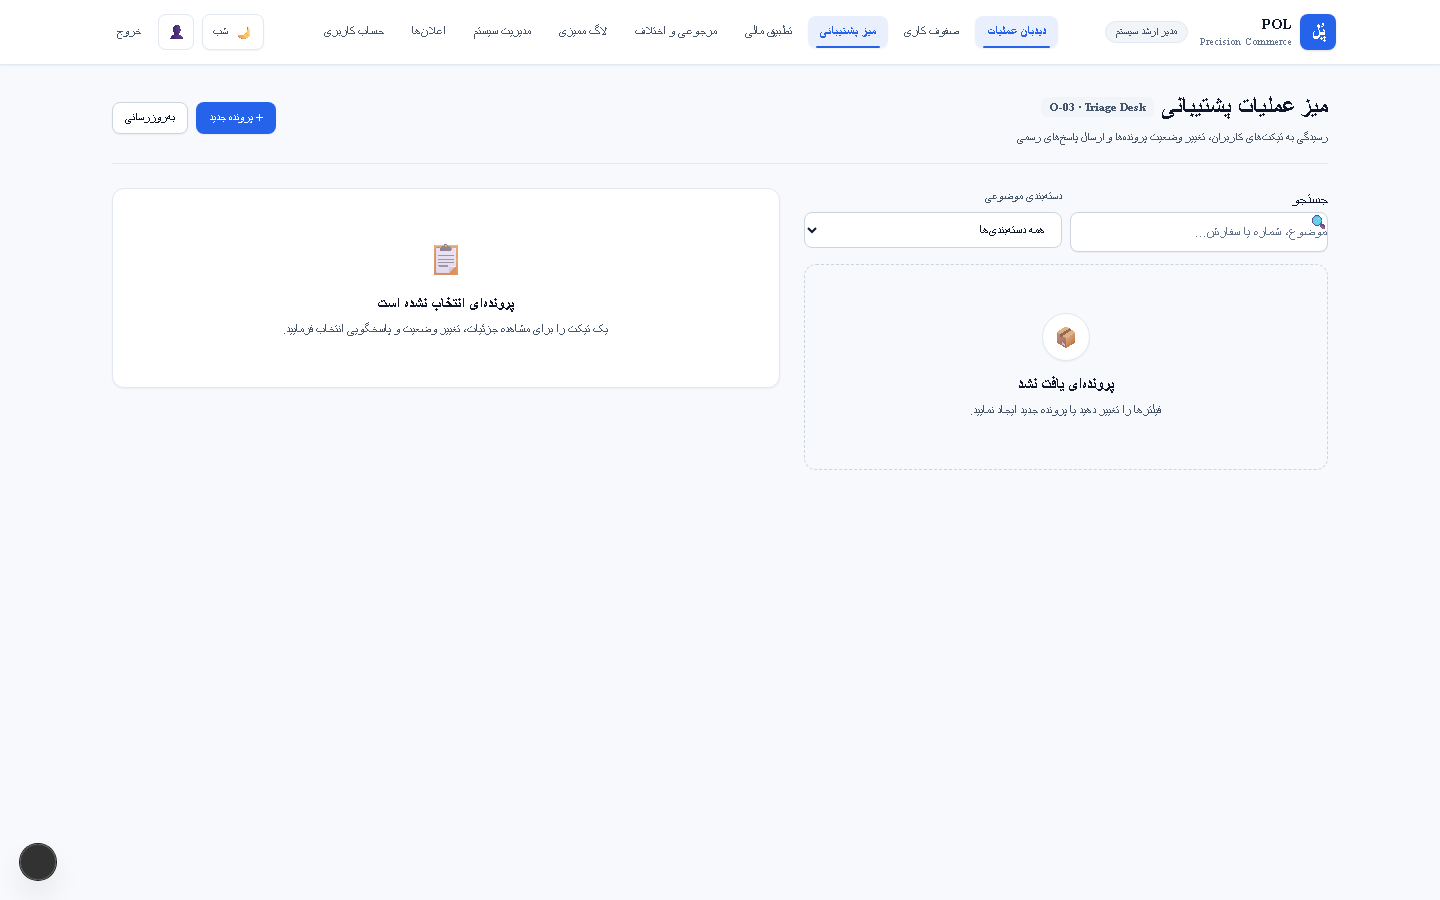 پُل
POL
Precision Commerce
مدیر ارشد سیستم
دیدبان عملیات
صفوف کاری
میز پشتیبانی
تطبیق مالی
مرجوعی و اختلاف
لاگ ممیزی
مدیریت سیستم
اعلان‌ها
حساب کاربری
🌙 شب
خروج
میز عملیات پشتیبانی
O-03 · Triage Desk
رسیدگی به تیکت‌های کاربران، تغییر وضعیت پرونده‌ها و ارسال پاسخ‌های رسمی
+ پرونده جدید
به‌روزرسانی
جستجو
موضوع، شماره یا سفارش...
دسته‌بندی موضوعی
همه دسته‌بندی‌ها
پرونده‌ای یافت نشد
فیلترها را تغییر دهید یا پرونده جدید ایجاد نمایید.
پرونده‌ای انتخاب نشده است
یک تیکت را برای مشاهده جزئیات، تغییر وضعیت و پاسخگویی انتخاب فرمایید.